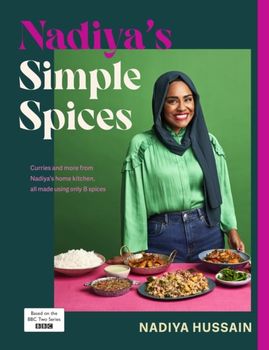 Nadiya's
Simple
Spices
Curries and more from
Nadiya's home kitchen,
all made using only 8 spices
Based on the
BBC Two Series
BBC
NADIYA HUSSAIN